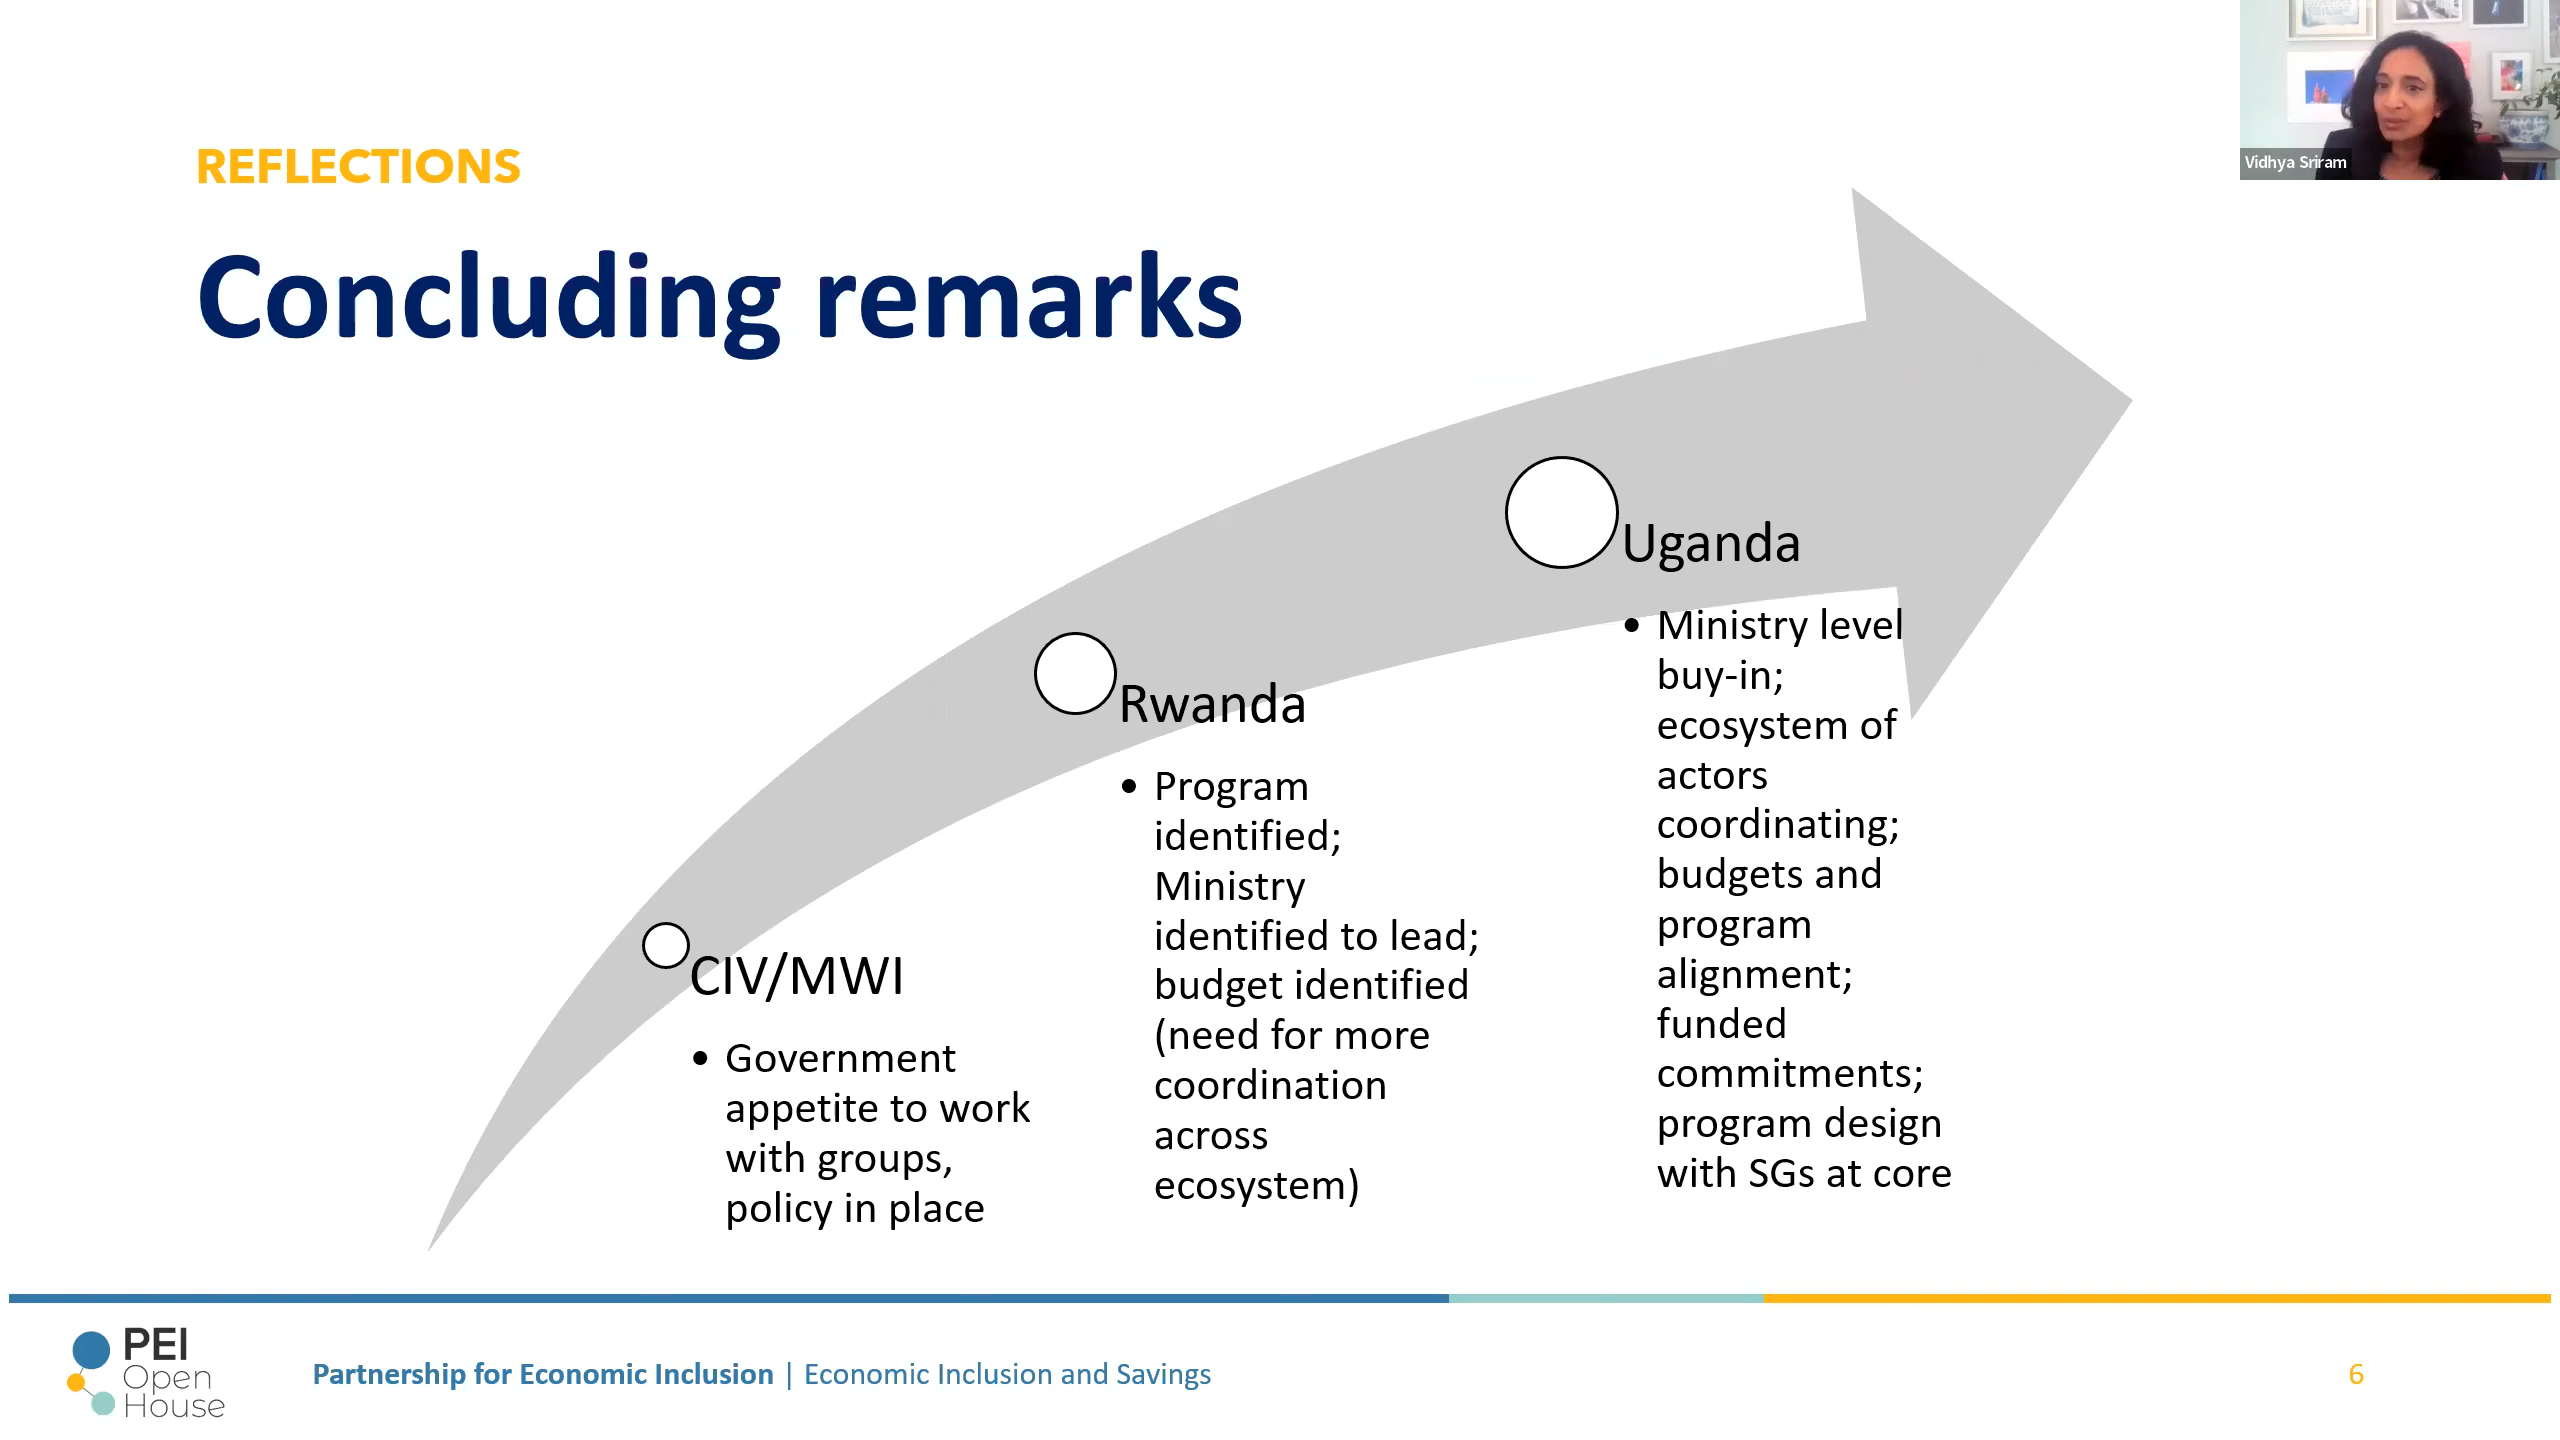 REFLECTIONS
Concluding remarks
Vidhya Sriram
CIV/MWI
• Government
appetite to work
with groups,
policy in place
Rwanda
• Program
identified;
Ministry
identified to lead;
budget identified
(need for more
coordination
across
ecosystem)
Uganda
• Ministry level
buy-in;
ecosystem of
actors
coordinating;
budgets and
program
alignment;
funded
commitments;
program design
with SGs at core
PEI
Open
House
Partnership for Economic Inclusion | Economic Inclusion and Savings
6